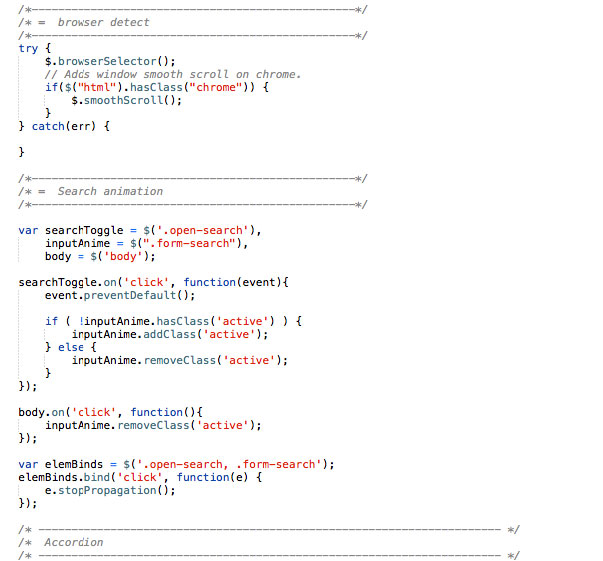 /*-------------------------------------------------*/
/* =  browser detect
/*-------------------------------------------------*/
try {
    $.browserSelector();
    // Adds window smooth scroll on chrome.
    if($("html").hasClass("chrome")) {
        $.smoothScroll();
    }
} catch(err) {

}

/*-------------------------------------------------*/
/* =  Search animation
/*-------------------------------------------------*/

var searchToggle = $('.open-search'),
    inputAnime = $(".form-search"),
    body = $('body');

searchToggle.on('click', function(event){
    event.preventDefault();

    if ( !inputAnime.hasClass('active') ) {
        inputAnime.addClass('active');
    } else {
        inputAnime.removeClass('active');
    }
});

body.on('click', function(){
    inputAnime.removeClass('active');
});

var elemBinds = $('.open-search, .form-search');
elemBinds.bind('click', function(e) {
    e.stopPropagation();
});

/* ---------------------------------------------------------------------- */
/*  Accordion
/* ---------------------------------------------------------------------- */